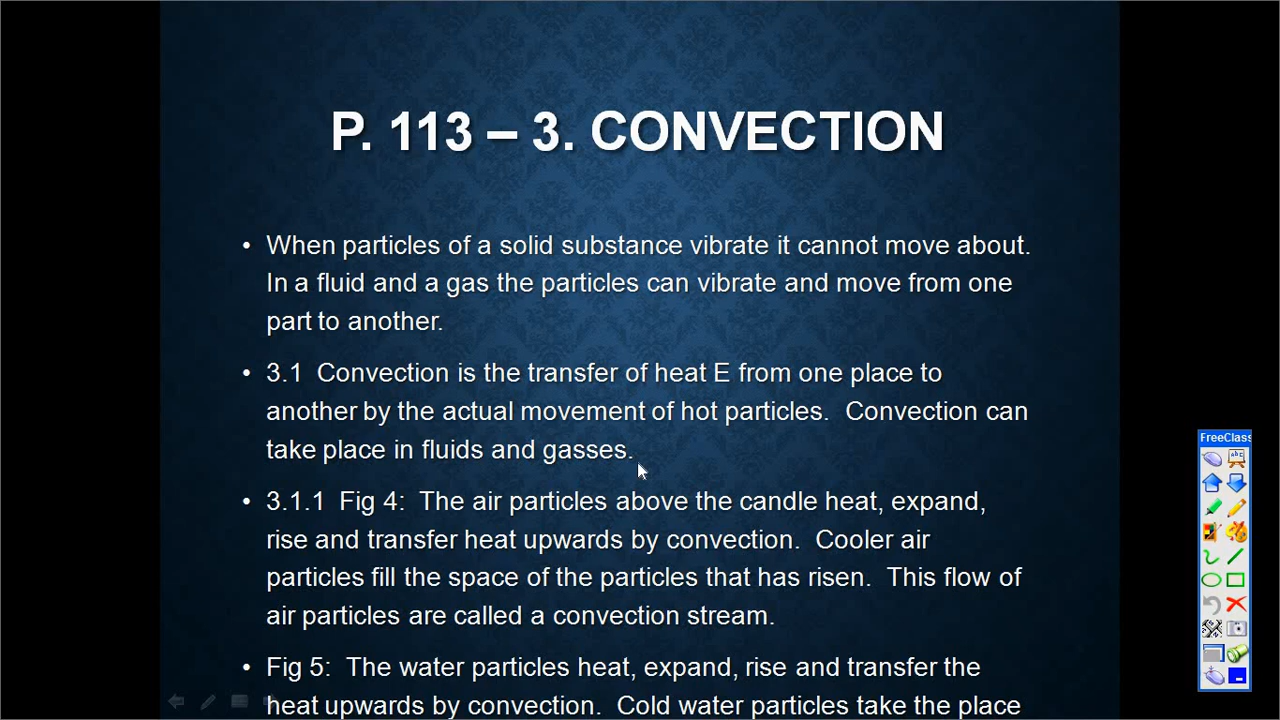 P. 113 – 3. CONVECTION
• When particles of a solid substance vibrate it cannot move about.
In a fluid and a gas the particles can vibrate and move from one
part to another.
• 3.1 Convection is the transfer of heat E from one place to
another by the actual movement of hot particles. Convection can
take place in fluids and gasses.
• 3.1.1 Fig 4: The air particles above the candle heat, expand,
rise and transfer heat upwards by convection. Cooler air
particles fill the space of the particles that has risen. This flow of
air particles are called a convection stream.
• Fig 5: The water particles heat, expand, rise and transfer the
heat upwards by convection. Cold water particles take the place
FreeClass